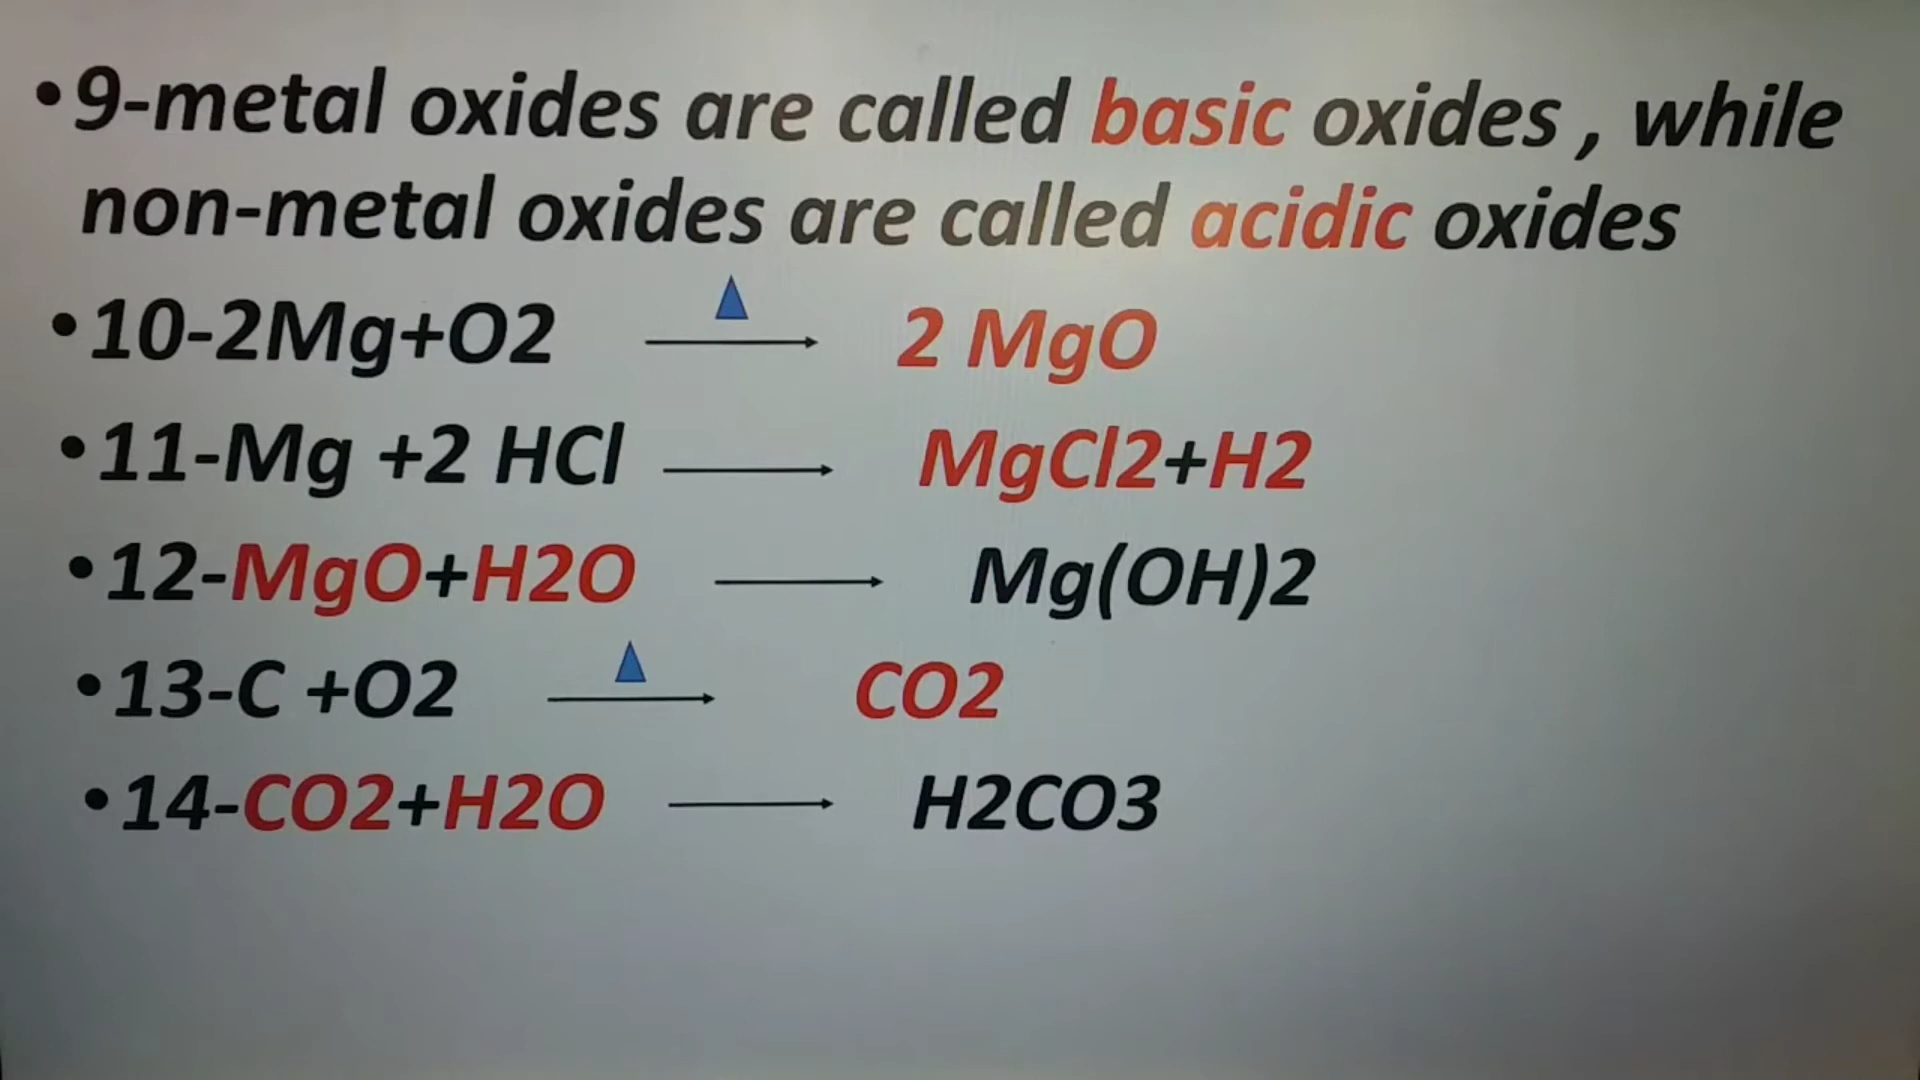 •9-metal oxides are called basic oxides , while
non-metal oxides are called acidic oxides
•10-2Mg+O2 → 2 MgO
•11-Mg +2 HCl → MgCl2+H2
•12-MgO+H2O → Mg(OH)2
•13-C +O2 → CO2
•14-CO2+H2O → H2CO3